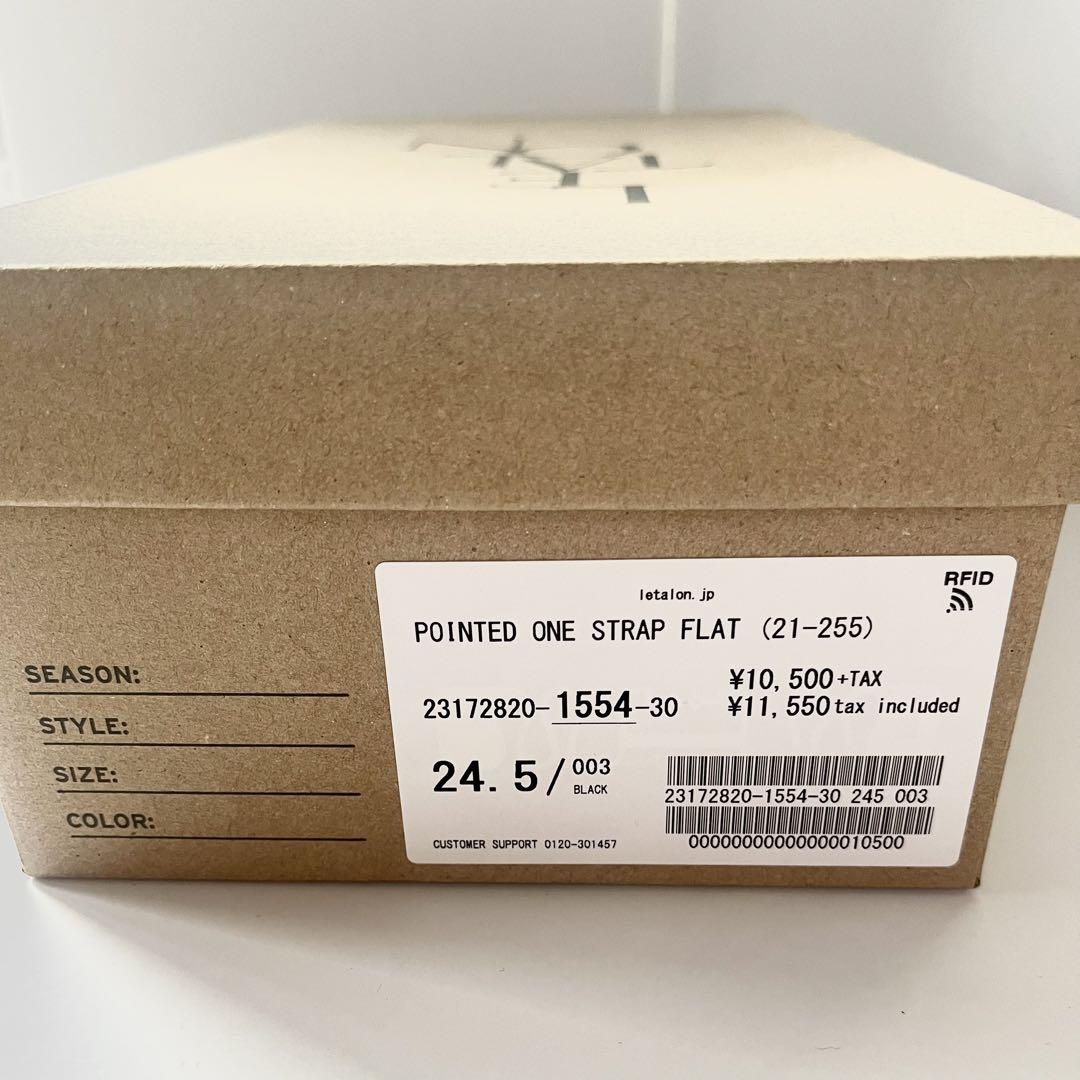 SEASON:
STYLE:
SIZE:
COLOR:
RFID
letalon.jp
POINTED ONE STRAP FLAT (21-255)
¥10,500+TAX
23172820-1554-30
¥11,550 tax included
24.5/003
BLACK
23172820-1554-30 245 003
CUSTOMER SUPPORT 0120-301457
00000000000000010500